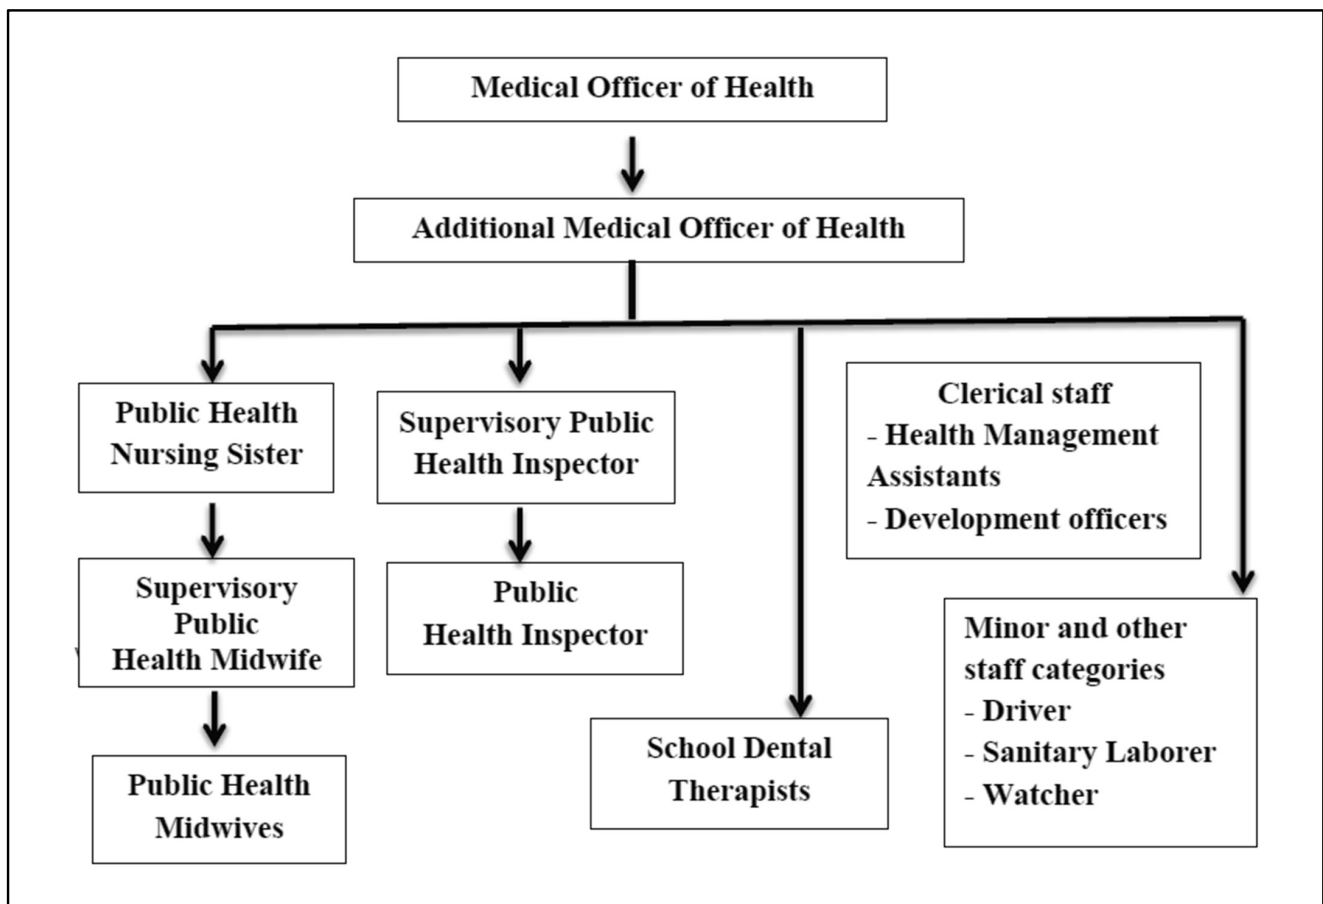 Medical Officer of Health
Additional Medical Officer of Health
Public Health
Nursing Sister
Supervisory Public
Health Inspector
Clerical staff
- Health Management
Assistants
- Development officers
Supervisory
Public
Health Midwife
Public
Health Inspector
Minor and other
staff categories
- Driver
- Sanitary Laborer
- Watcher
School Dental
Therapists
Public Health
Midwives